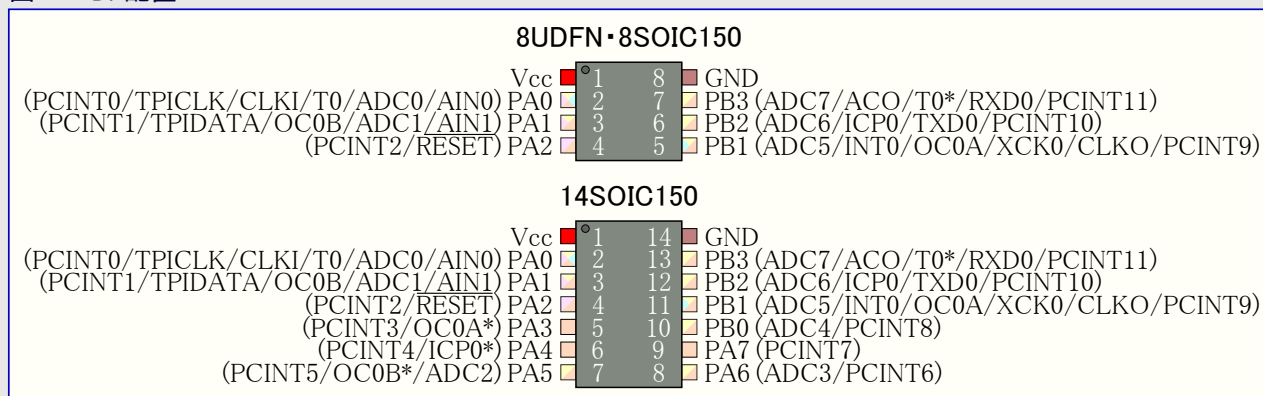 8UDFN・8SOIC150
Vcc 1 8 GND
(PCINT0/TPICLK/CLKI/T0/ADC0/AIN0) PA0 2 7 PB3 (ADC7/ACO/T0*/RXD0/PCINT11)
(PCINT1/TPIDATA/OC0B/ADC1/AIN1) PA1 3 6 PB2 (ADC6/ICP0/TXD0/PCINT10)
(PCINT2/RESET) PA2 4 5 PB1 (ADC5/INT0/OC0A/XCK0/CLKO/PCINT9)
14SOIC150
Vcc 1 14 GND
(PCINT0/TPICLK/CLKI/T0/ADC0/AIN0) PA0 2 13 PB3 (ADC7/ACO/T0*/RXD0/PCINT11)
(PCINT1/TPIDATA/OC0B/ADC1/AIN1) PA1 3 12 PB2 (ADC6/ICP0/TXD0/PCINT10)
(PCINT2/RESET) PA2 4 11 PB1 (ADC5/INT0/OC0A/XCK0/CLKO/PCINT9)
(PCINT3/OC0A*) PA3 5 10 PB0 (ADC4/PCINT8)
(PCINT4/ICP0*) PA4 6 9 PA7 (PCINT7)
(PCINT5/OC0B*/ADC2) PA5 7 8 PA6 (ADC3/PCINT6)